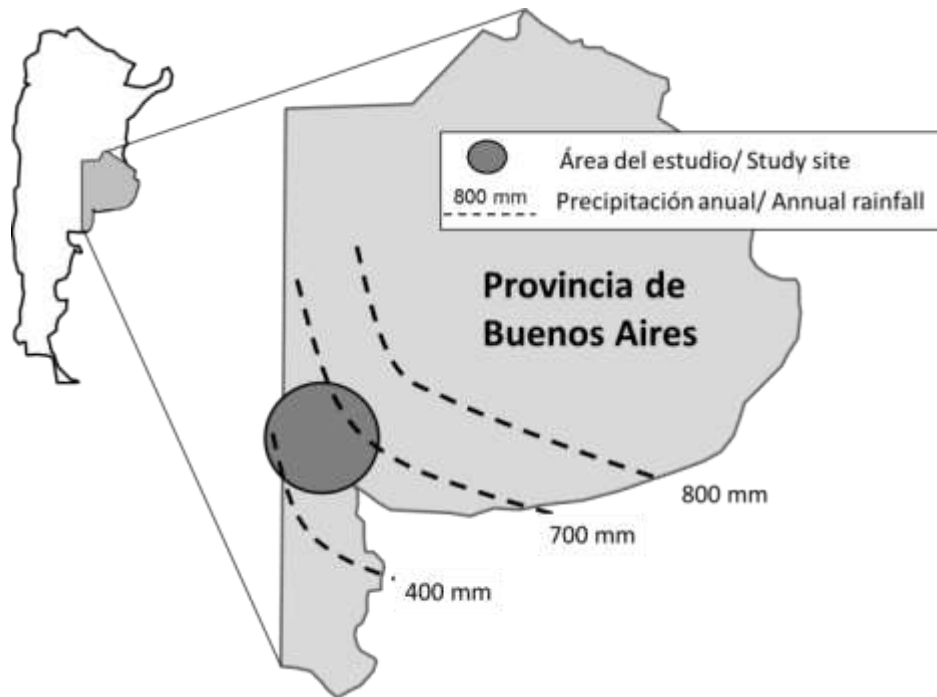 Área del estudio/ Study site
800 mm
Precipitación anual/ Annual rainfall
Provincia de
Buenos Aires
800 mm
700 mm
400 mm